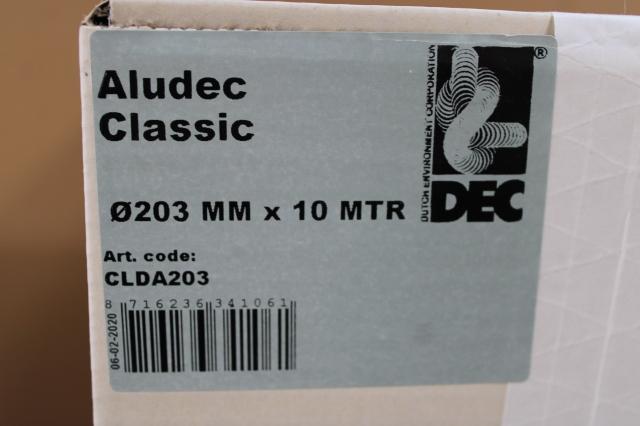 Aludec
Classic
Ø203 MM x 10 MTR
Art. code:
CLDA203
8 716236 341061
06-02-2020
DUTCH ENVIRONMENT CORPORATION
DEC
®